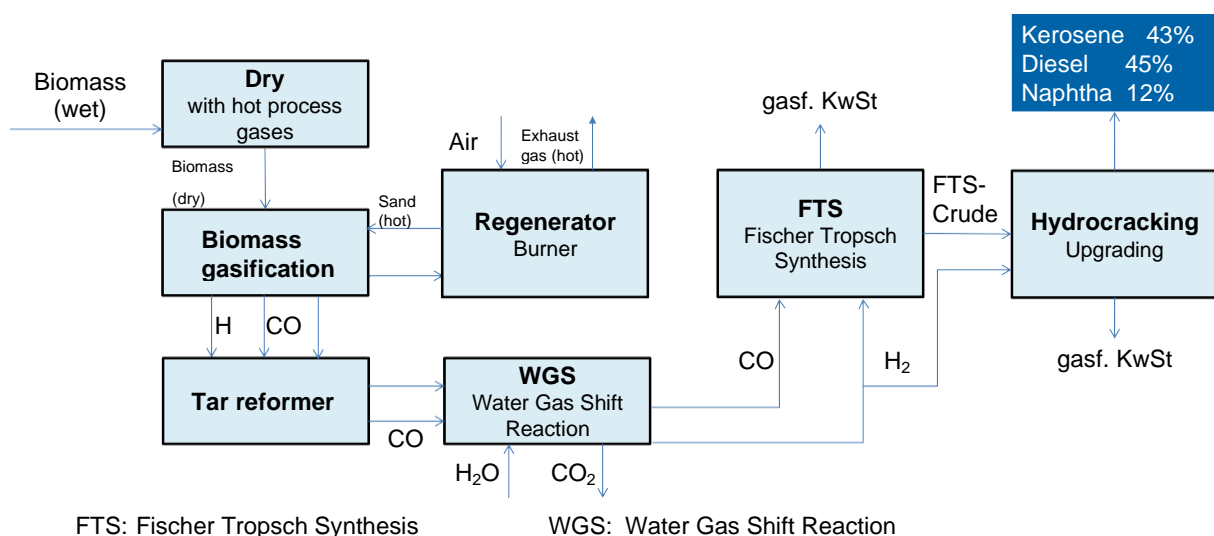 Kerosene 43%
Diesel 45%
Naphtha 12%
Biomass
(wet)
Dry
with hot process
gases
gasf. KwSt
Air
Exhaust
gas (hot)
Biomass
(dry)
Sand
(hot)
Regenerator
Burner
FTS
Fischer Tropsch
Synthesis
FTS-
Crude
Hydrocracking
Upgrading
Biomass
gasification
H
CO
CO
H₂
gasf. KwSt
Tar reformer
WGS
Water Gas Shift
Reaction
CO
H₂O
CO₂
FTS: Fischer Tropsch Synthesis
WGS: Water Gas Shift Reaction